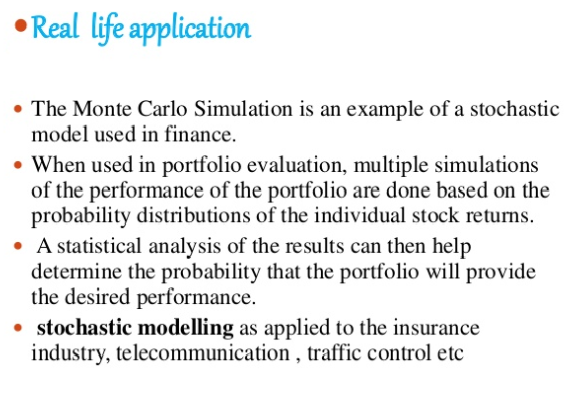 • Real life application
• The Monte Carlo Simulation is an example of a stochastic
model used in finance.
• When used in portfolio evaluation, multiple simulations
of the performance of the portfolio are done based on the
probability distributions of the individual stock returns.
• A statistical analysis of the results can then help
determine the probability that the portfolio will provide
the desired performance.
• stochastic modelling as applied to the insurance
industry, telecommunication , traffic control etc